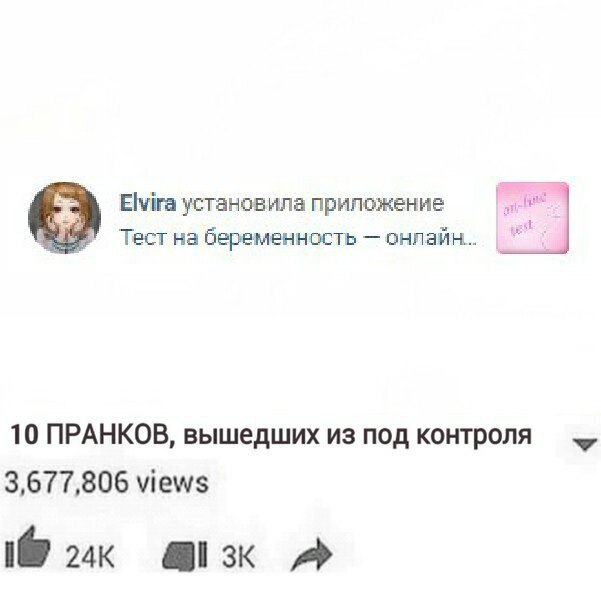 Elvira установила приложение
Тест на беременность — онлайн...
on-line
test
10 ПРАНКОВ, вышедших из под контроля
3,677,806 views
24K 3K